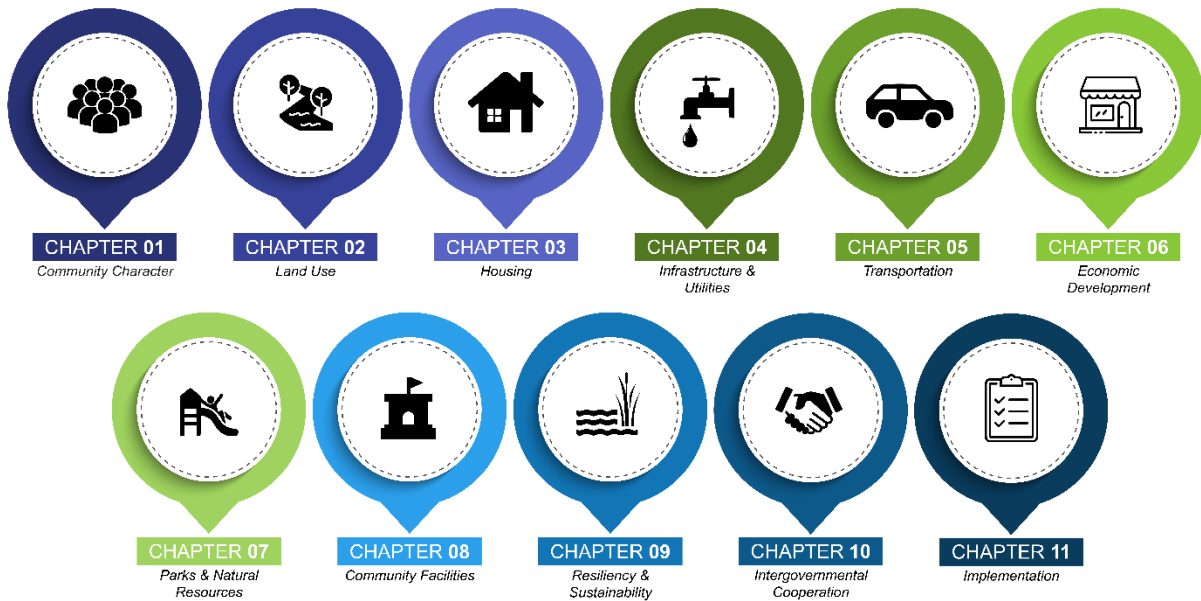 CHAPTER 01
Community Character
CHAPTER 02
Land Use
CHAPTER 03
Housing
CHAPTER 04
Infrastructure &
Utilities
CHAPTER 05
Transportation
CHAPTER 06
Economic
Development
CHAPTER 07
Parks & Natural
Resources
CHAPTER 08
Community Facilities
CHAPTER 09
Resiliency &
Sustainability
CHAPTER 10
Intergovernmental
Cooperation
CHAPTER 11
Implementation